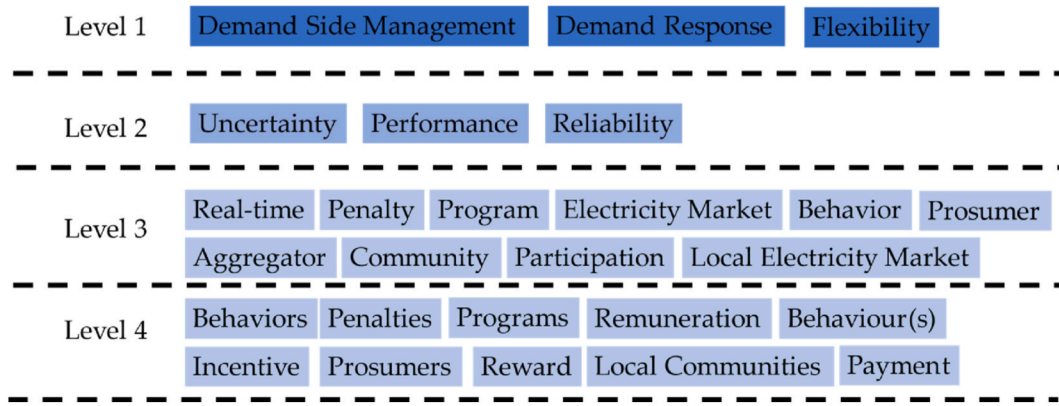 Level 1 Demand Side Management Demand Response Flexibility
Level 2 Uncertainty Performance Reliability
Level 3
Real-time Penalty Program Electricity Market Behavior Prosumer
Aggregator Community Participation Local Electricity Market
Level 4
Behaviors Penalties Programs Remuneration Behaviour(s)
Incentive Prosumers Reward Local Communities Payment